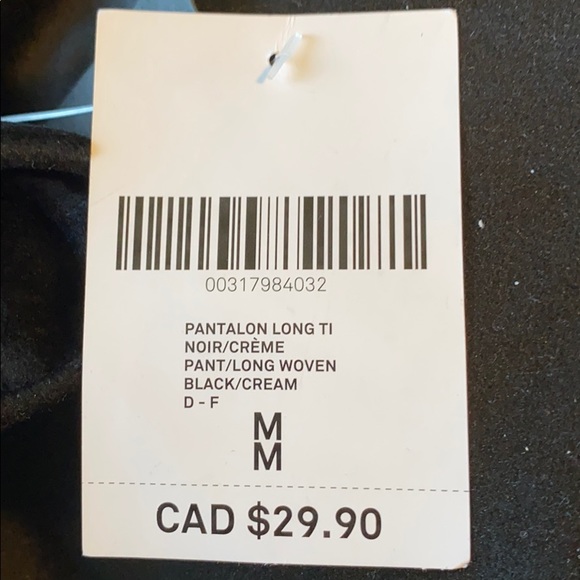 00317984032
PANTALON LONG TI
NOIR/CRÈME
PANT/LONG WOVEN
BLACK/CREAM
D - F
M
M
CAD $29.90